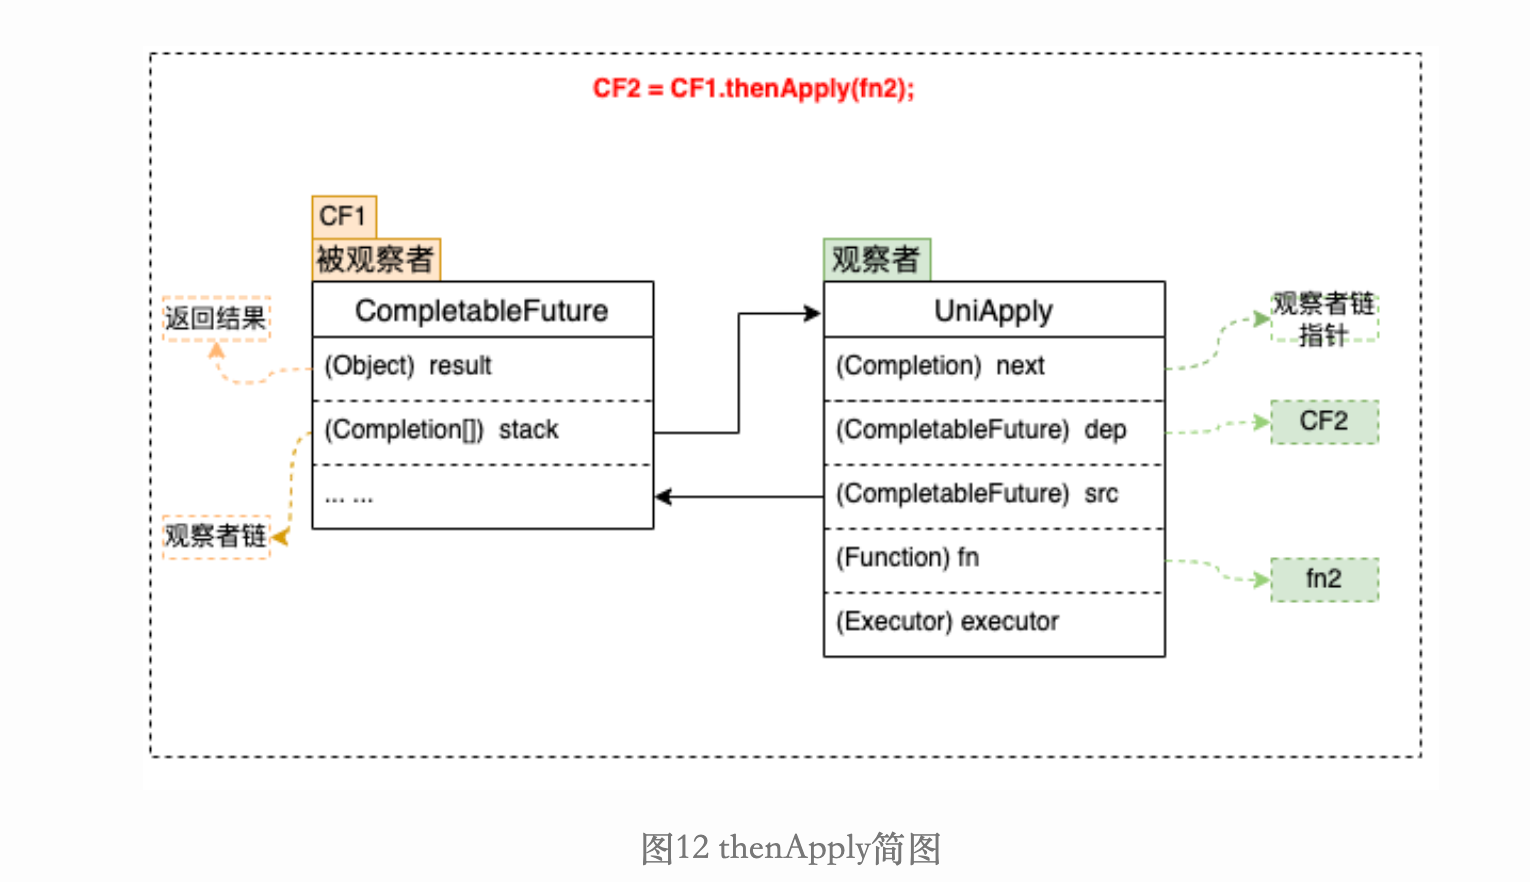 CF2 = CF1.thenApply(fn2);
CF1
被观察者
CompletableFuture
(Object) result
(Completion[]) stack
... ...
返回结果
观察者链
观察者
UniApply
(Completion) next
(CompletableFuture) dep
(CompletableFuture) src
(Function) fn
(Executor) executor
观察者链
指针
CF2
fn2
图12 thenApply简图